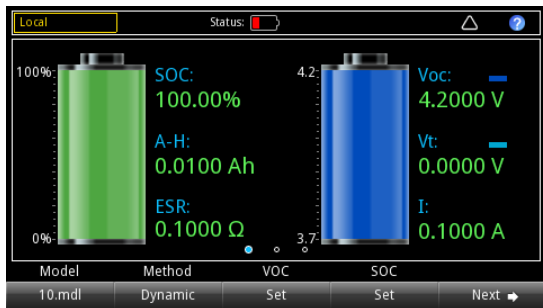 Local
Status:
?
100%
SOC:
100.00%
A-H:
0.0100 Ah
ESR:
0.1000 Ω
0%
4.2
Voc:
4.2000 V
Vt:
0.0000 V
I:
0.1000 A
3.7
Model Method VOC SOC
10.mdl Dynamic Set Set Next